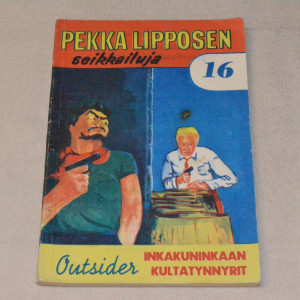 PEKKA LIPPOSEN
seikkailuja
16
Outsider
INKAKUNINKAAN
KULTATYNNYRIT